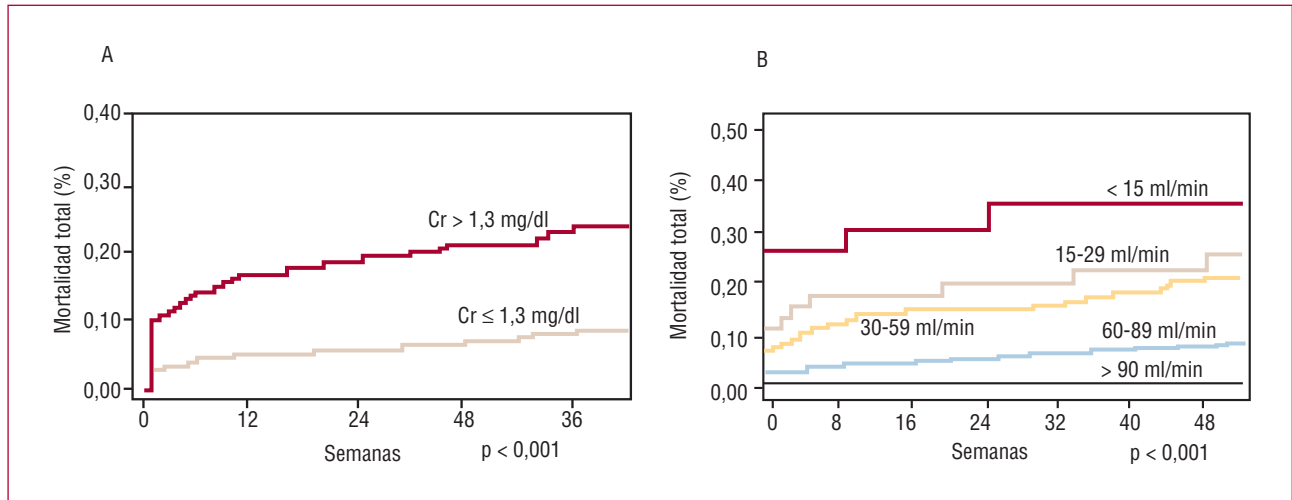 A
Mortalidad total (%)
0,40
0,30
0,20
0,10
0,00
Cr > 1,3 mg/dl
Cr ≤ 1,3 mg/dl
0 12 24 48 36
Semanas p < 0,001
B
Mortalidad total (%)
0,50
0,40
0,30
0,20
0,10
0,00
< 15 ml/min
15-29 ml/min
30-59 ml/min
60-89 ml/min
> 90 ml/min
0 8 16 24 32 40 48
Semanas p < 0,001